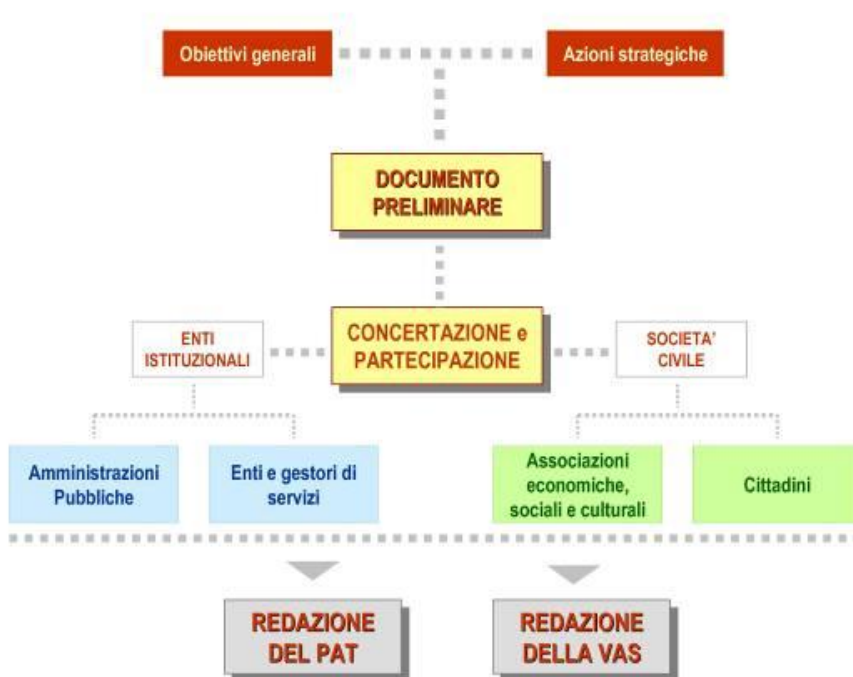 Obiettivi generali
Azioni strategiche
DOCUMENTO
PRELIMINARE
ENTI
ISTITUZIONALI
CONCERTAZIONE e
PARTECIPAZIONE
SOCIETA'
CIVILE
Amministrazioni
Pubbliche
Enti e gestori di
servizi
Associazioni
economiche,
sociali e culturali
Cittadini
REDAZIONE
DEL PAT
REDAZIONE
DELLA VAS